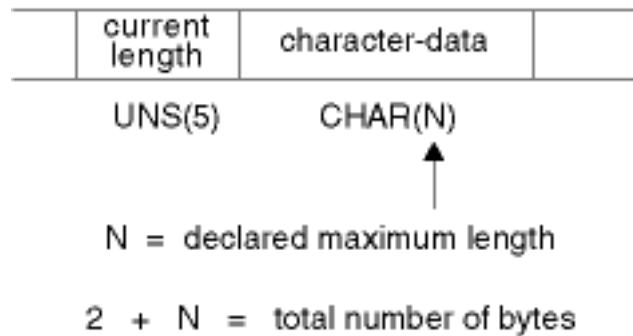 current
length
character-data
UNS(5)  CHAR(N)
N = declared maximum length
2 + N = total number of bytes